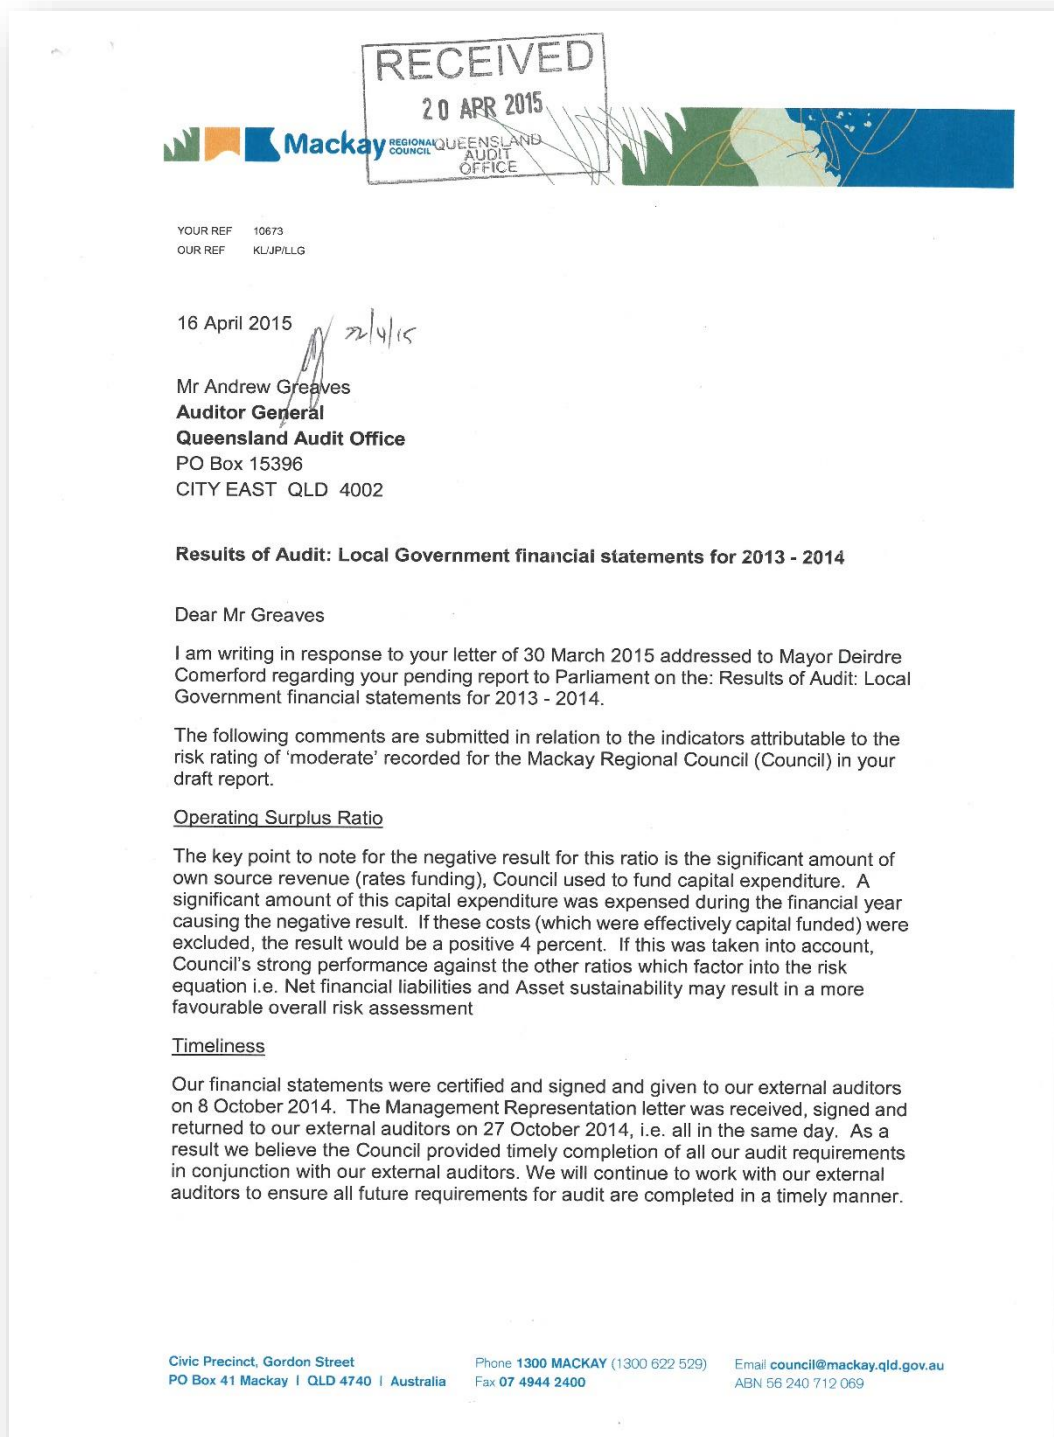 RECEIVED
20 APR 2015
QUEENSLAND
AUDIT
OFFICE
Mackay REGIONAL
COUNCIL
YOUR REF 10673
OUR REF KL/JP/LLG
16 April 2015
22/4/15
Mr Andrew Greaves
Auditor General
Queensland Audit Office
PO Box 15396
CITY EAST QLD 4002
Results of Audit: Local Government financial statements for 2013 - 2014
Dear Mr Greaves
I am writing in response to your letter of 30 March 2015 addressed to Mayor Deirdre
Comerford regarding your pending report to Parliament on the: Results of Audit: Local
Government financial statements for 2013 - 2014.
The following comments are submitted in relation to the indicators attributable to the
risk rating of ‘moderate’ recorded for the Mackay Regional Council (Council) in your
draft report.
Operating Surplus Ratio
The key point to note for the negative result for this ratio is the significant amount of
own source revenue (rates funding), Council used to fund capital expenditure. A
significant amount of this capital expenditure was expensed during the financial year
causing the negative result. If these costs (which were effectively capital funded) were
excluded, the result would be a positive 4 percent. If this was taken into account,
Council's strong performance against the other ratios which factor into the risk
equation i.e. Net financial liabilities and Asset sustainability may result in a more
favourable overall risk assessment
Timeliness
Our financial statements were certified and signed and given to our external auditors
on 8 October 2014. The Management Representation letter was received, signed and
returned to our external auditors on 27 October 2014, i.e. all in the same day. As a
result we believe the Council provided timely completion of all our audit requirements
in conjunction with our external auditors. We will continue to work with our external
auditors to ensure all future requirements for audit are completed in a timely manner.
Civic Precinct, Gordon Street
PO Box 41 Mackay | QLD 4740 | Australia
Phone 1300 MACKAY (1300 622 529)
Fax 07 4944 2400
Email council@mackay.qld.gov.au
ABN 56 240 712 069